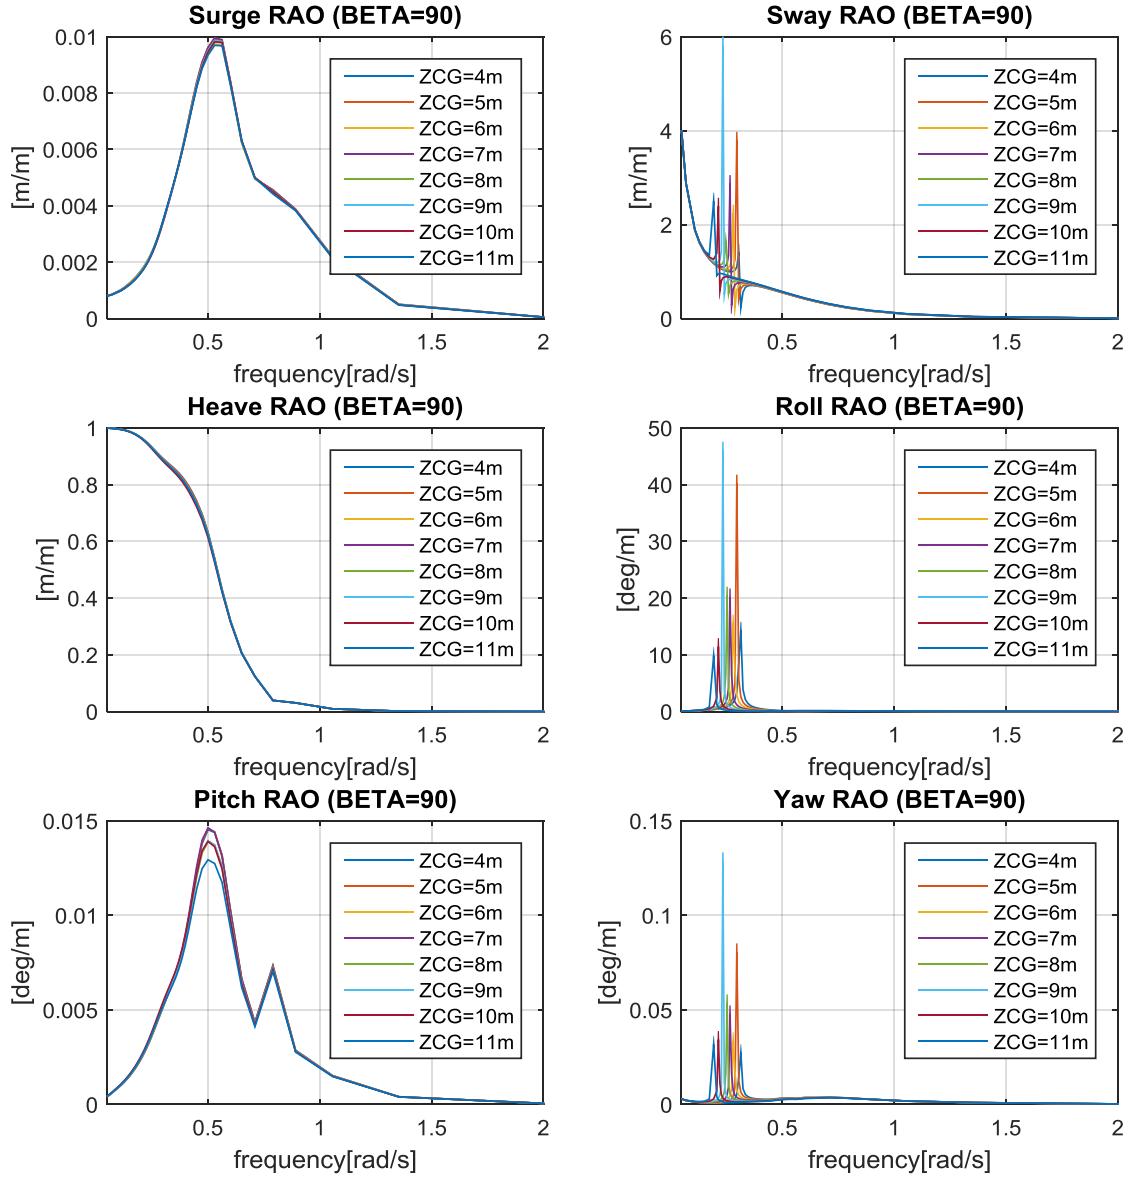 Surge RAO (BETA=90)
0.01
0.008
0.006
0.004
0.002
0
[m/m]
ZCG=4m
ZCG=5m
ZCG=6m
ZCG=7m
ZCG=8m
ZCG=9m
ZCG=10m
ZCG=11m
0.5
1
1.5
2
frequency[rad/s]
Sway RAO (BETA=90)
6
4
2
0
[m/m]
ZCG=4m
ZCG=5m
ZCG=6m
ZCG=7m
ZCG=8m
ZCG=9m
ZCG=10m
ZCG=11m
0.5
1
1.5
2
frequency[rad/s]
Heave RAO (BETA=90)
1
0.8
0.6
0.4
0.2
0
[m/m]
ZCG=4m
ZCG=5m
ZCG=6m
ZCG=7m
ZCG=8m
ZCG=9m
ZCG=10m
ZCG=11m
0.5
1
1.5
2
frequency[rad/s]
Roll RAO (BETA=90)
50
40
30
20
10
0
[deg/m]
ZCG=4m
ZCG=5m
ZCG=6m
ZCG=7m
ZCG=8m
ZCG=9m
ZCG=10m
ZCG=11m
0.5
1
1.5
2
frequency[rad/s]
Pitch RAO (BETA=90)
0.015
0.01
0.005
0
[deg/m]
ZCG=4m
ZCG=5m
ZCG=6m
ZCG=7m
ZCG=8m
ZCG=9m
ZCG=10m
ZCG=11m
0.5
1
1.5
2
frequency[rad/s]
Yaw RAO (BETA=90)
0.15
0.1
0.05
0
[deg/m]
ZCG=4m
ZCG=5m
ZCG=6m
ZCG=7m
ZCG=8m
ZCG=9m
ZCG=10m
ZCG=11m
0.5
1
1.5
2
frequency[rad/s]